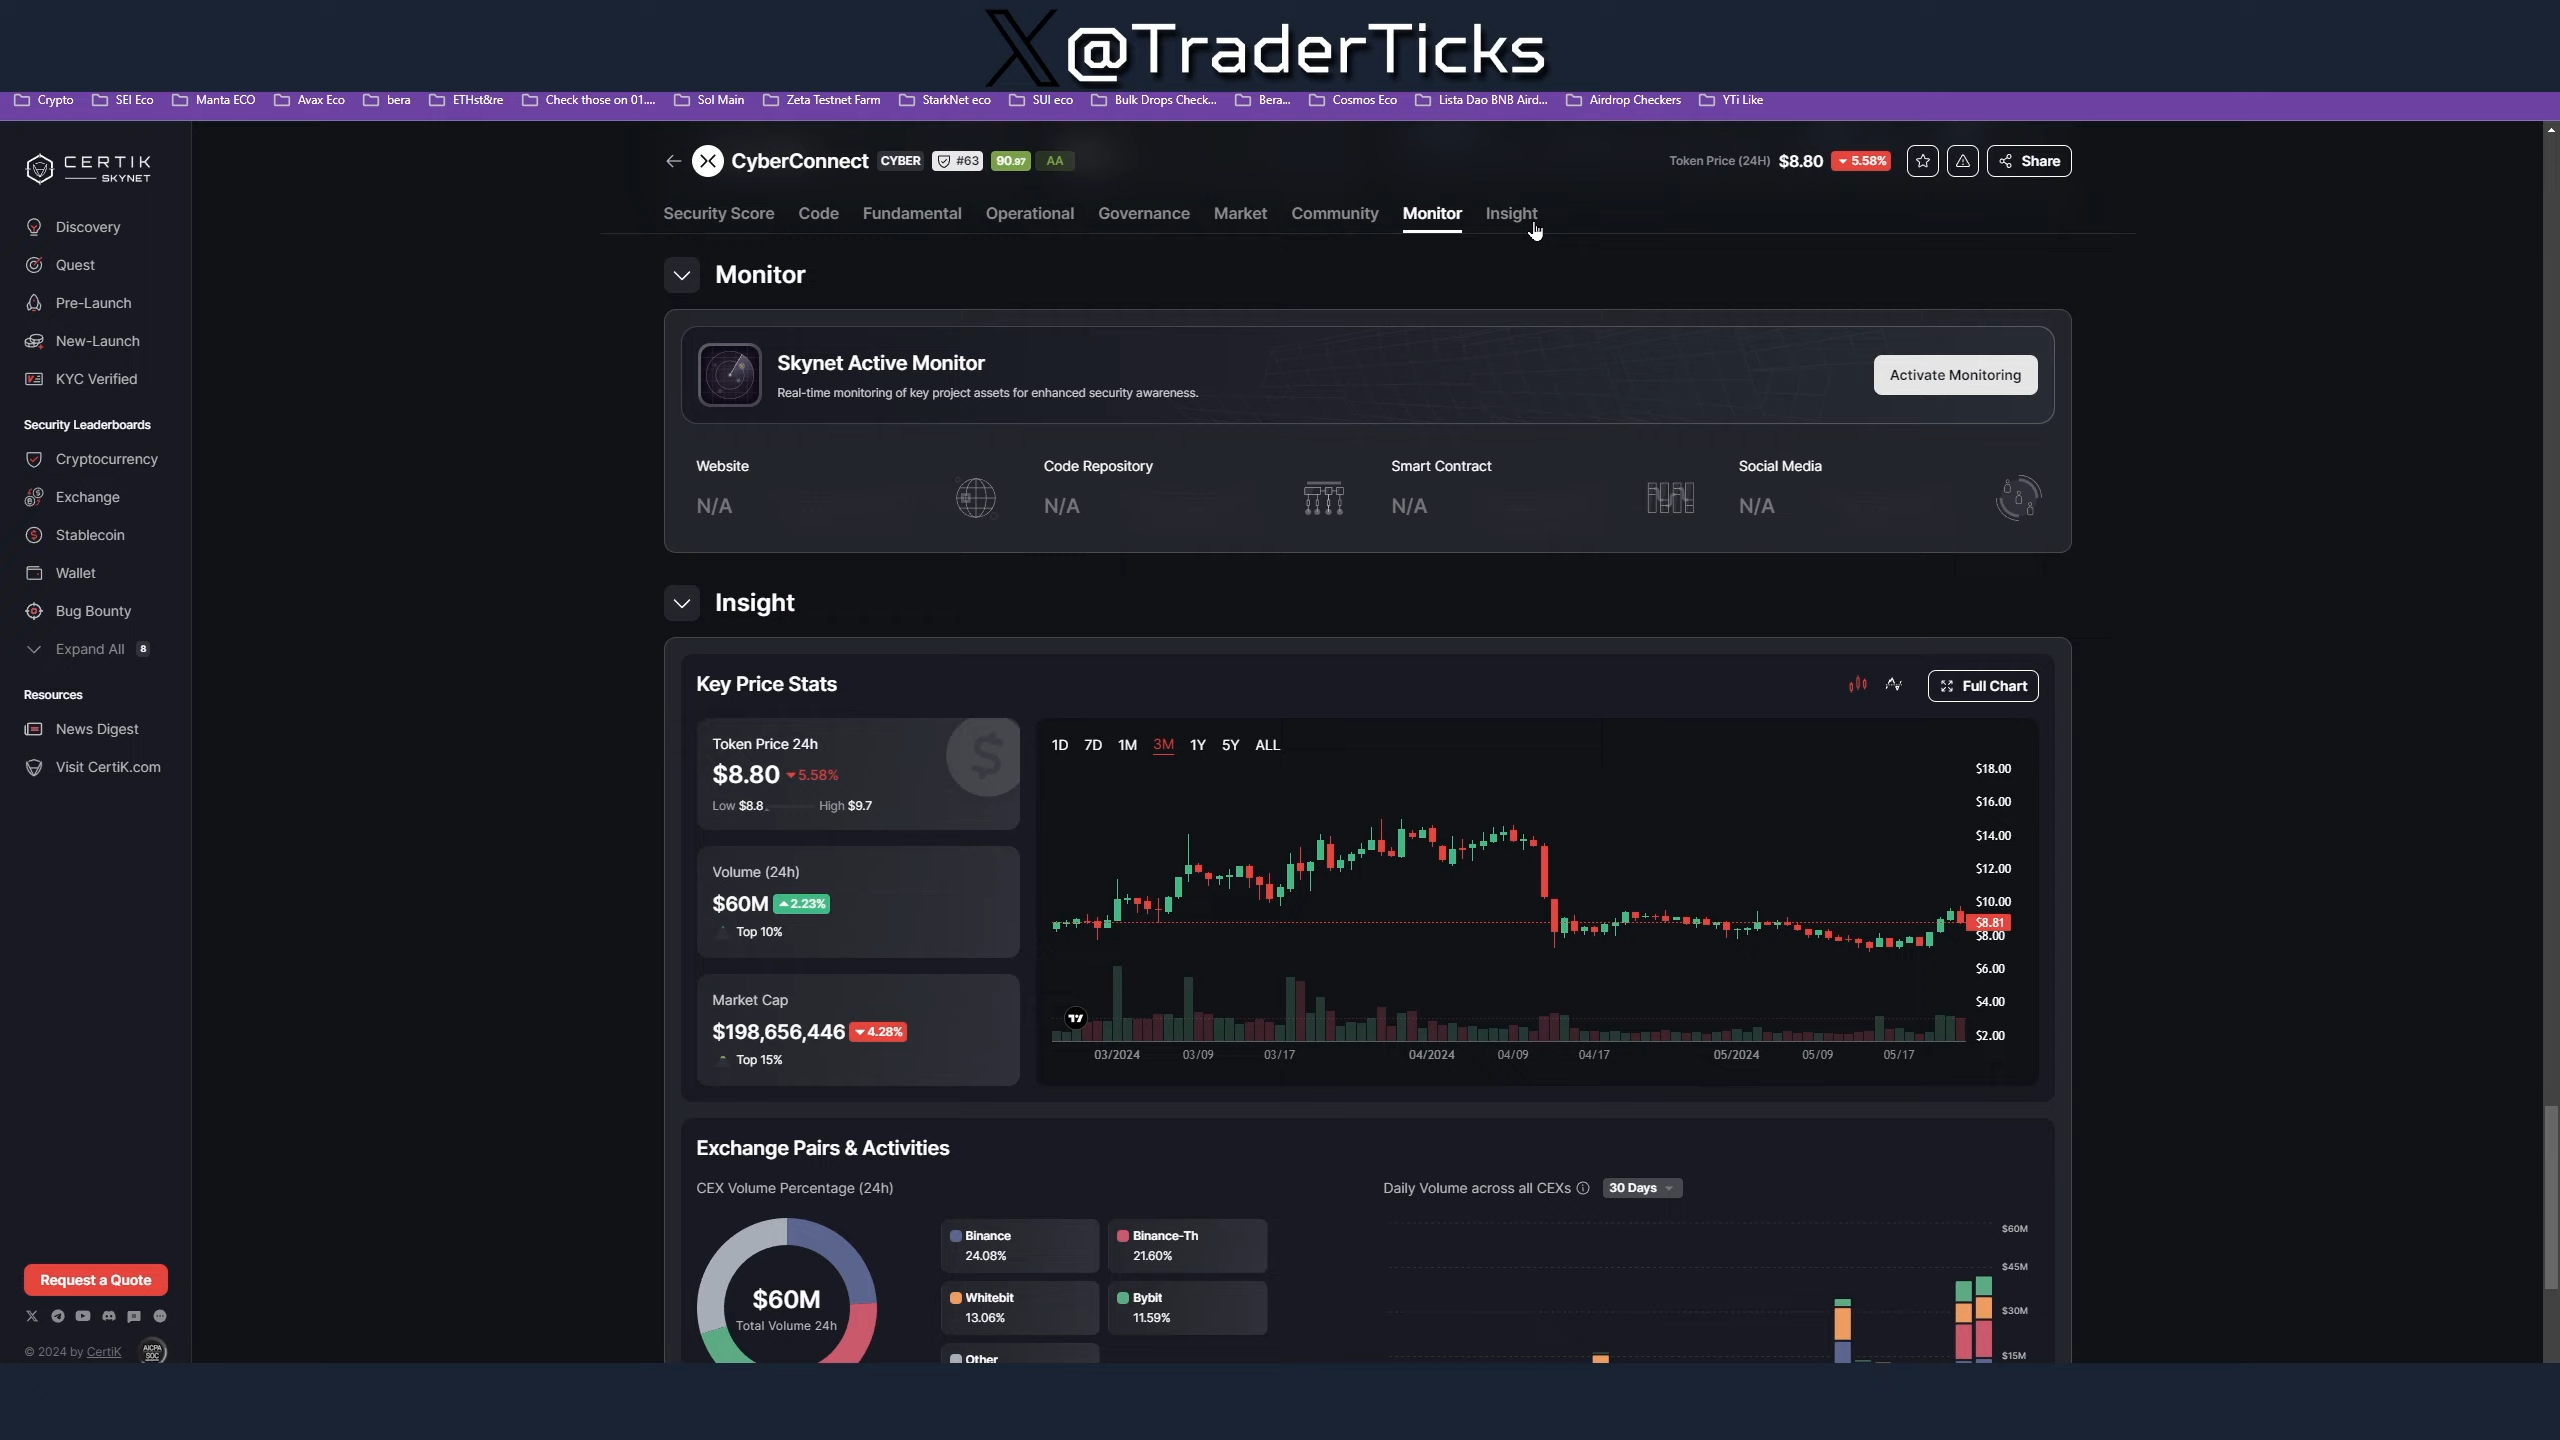 X@TraderTicks
Crypto SEI Eco Manta ECO Avax Eco bera ETHst&re Check those on 01.... Sol Main Zeta Testnet Farm StarkNet eco SUI eco Bulk Drops Check... Bera... Cosmos Eco Lista Dao BNB Aird... Airdrop Checkers YTi Like
CERTIK
SKYNET
CyberConnect CYBER #63 90.97 AA
Token Price (24H) $8.80 5.58% Share
Security Score Code Fundamental Operational Governance Market Community Monitor Insight
Discovery
Quest
Pre-Launch
New-Launch
KYC Verified
Security Leaderboards
Cryptocurrency
Exchange
Stablecoin
Wallet
Bug Bounty
Expand All 8
Resources
News Digest
Visit CertiK.com
Request a Quote
© 2024 by CertiK
AICPA
SOC
Monitor
Skynet Active Monitor
Real-time monitoring of key project assets for enhanced security awareness.
Activate Monitoring
Website Code Repository Smart Contract Social Media
N/A N/A N/A N/A
Insight
Key Price Stats
Full Chart
Token Price 24h
$8.80 5.58%
Low $8.8 High $9.7
Volume (24h)
$60M 2.23%
Top 10%
Market Cap
$198,656,446 4.28%
Top 15%
1D 7D 1M 3M 1Y 5Y ALL
$18.00
$16.00
$14.00
$12.00
$10.00
$8.81
$8.00
$6.00
$4.00
$2.00
03/2024 03/09 03/17 04/2024 04/09 04/17 05/2024 05/09 05/17
Exchange Pairs & Activities
CEX Volume Percentage (24h)
$60M
Total Volume 24h
Binance
24.08%
Binance-Th
21.60%
Whitebit
13.06%
Bybit
11.59%
Other
Daily Volume across all CEXs 30 Days
$60M
$45M
$30M
$15M